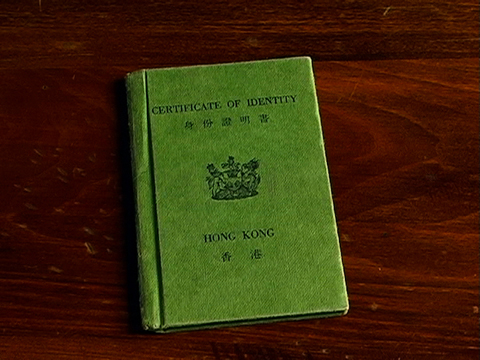 CERTIFICATE OF IDENTITY
身份證明書
HONG KONG
香港